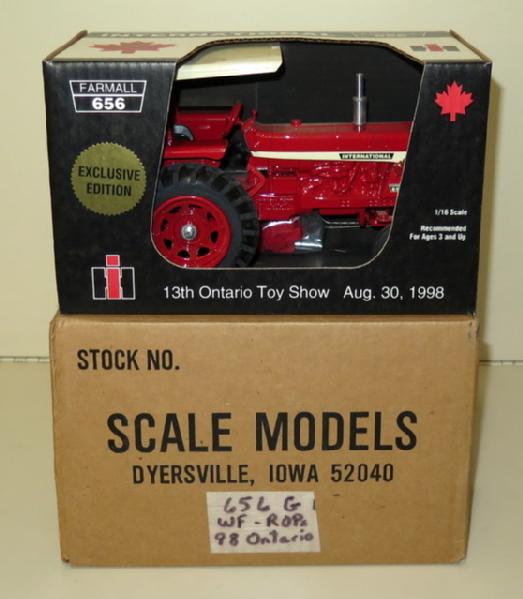 INTERNATIONAL
FARMALL
656
EXCLUSIVE
EDITION
INTERNATIONAL
1/16 Scale
Recommended
For Ages 3 and Up
13th Ontario Toy Show Aug. 30, 1998
STOCK NO.
SCALE MODELS
DYERSVILLE, IOWA 52040
656 G
WF - ROPs
98 Ontario